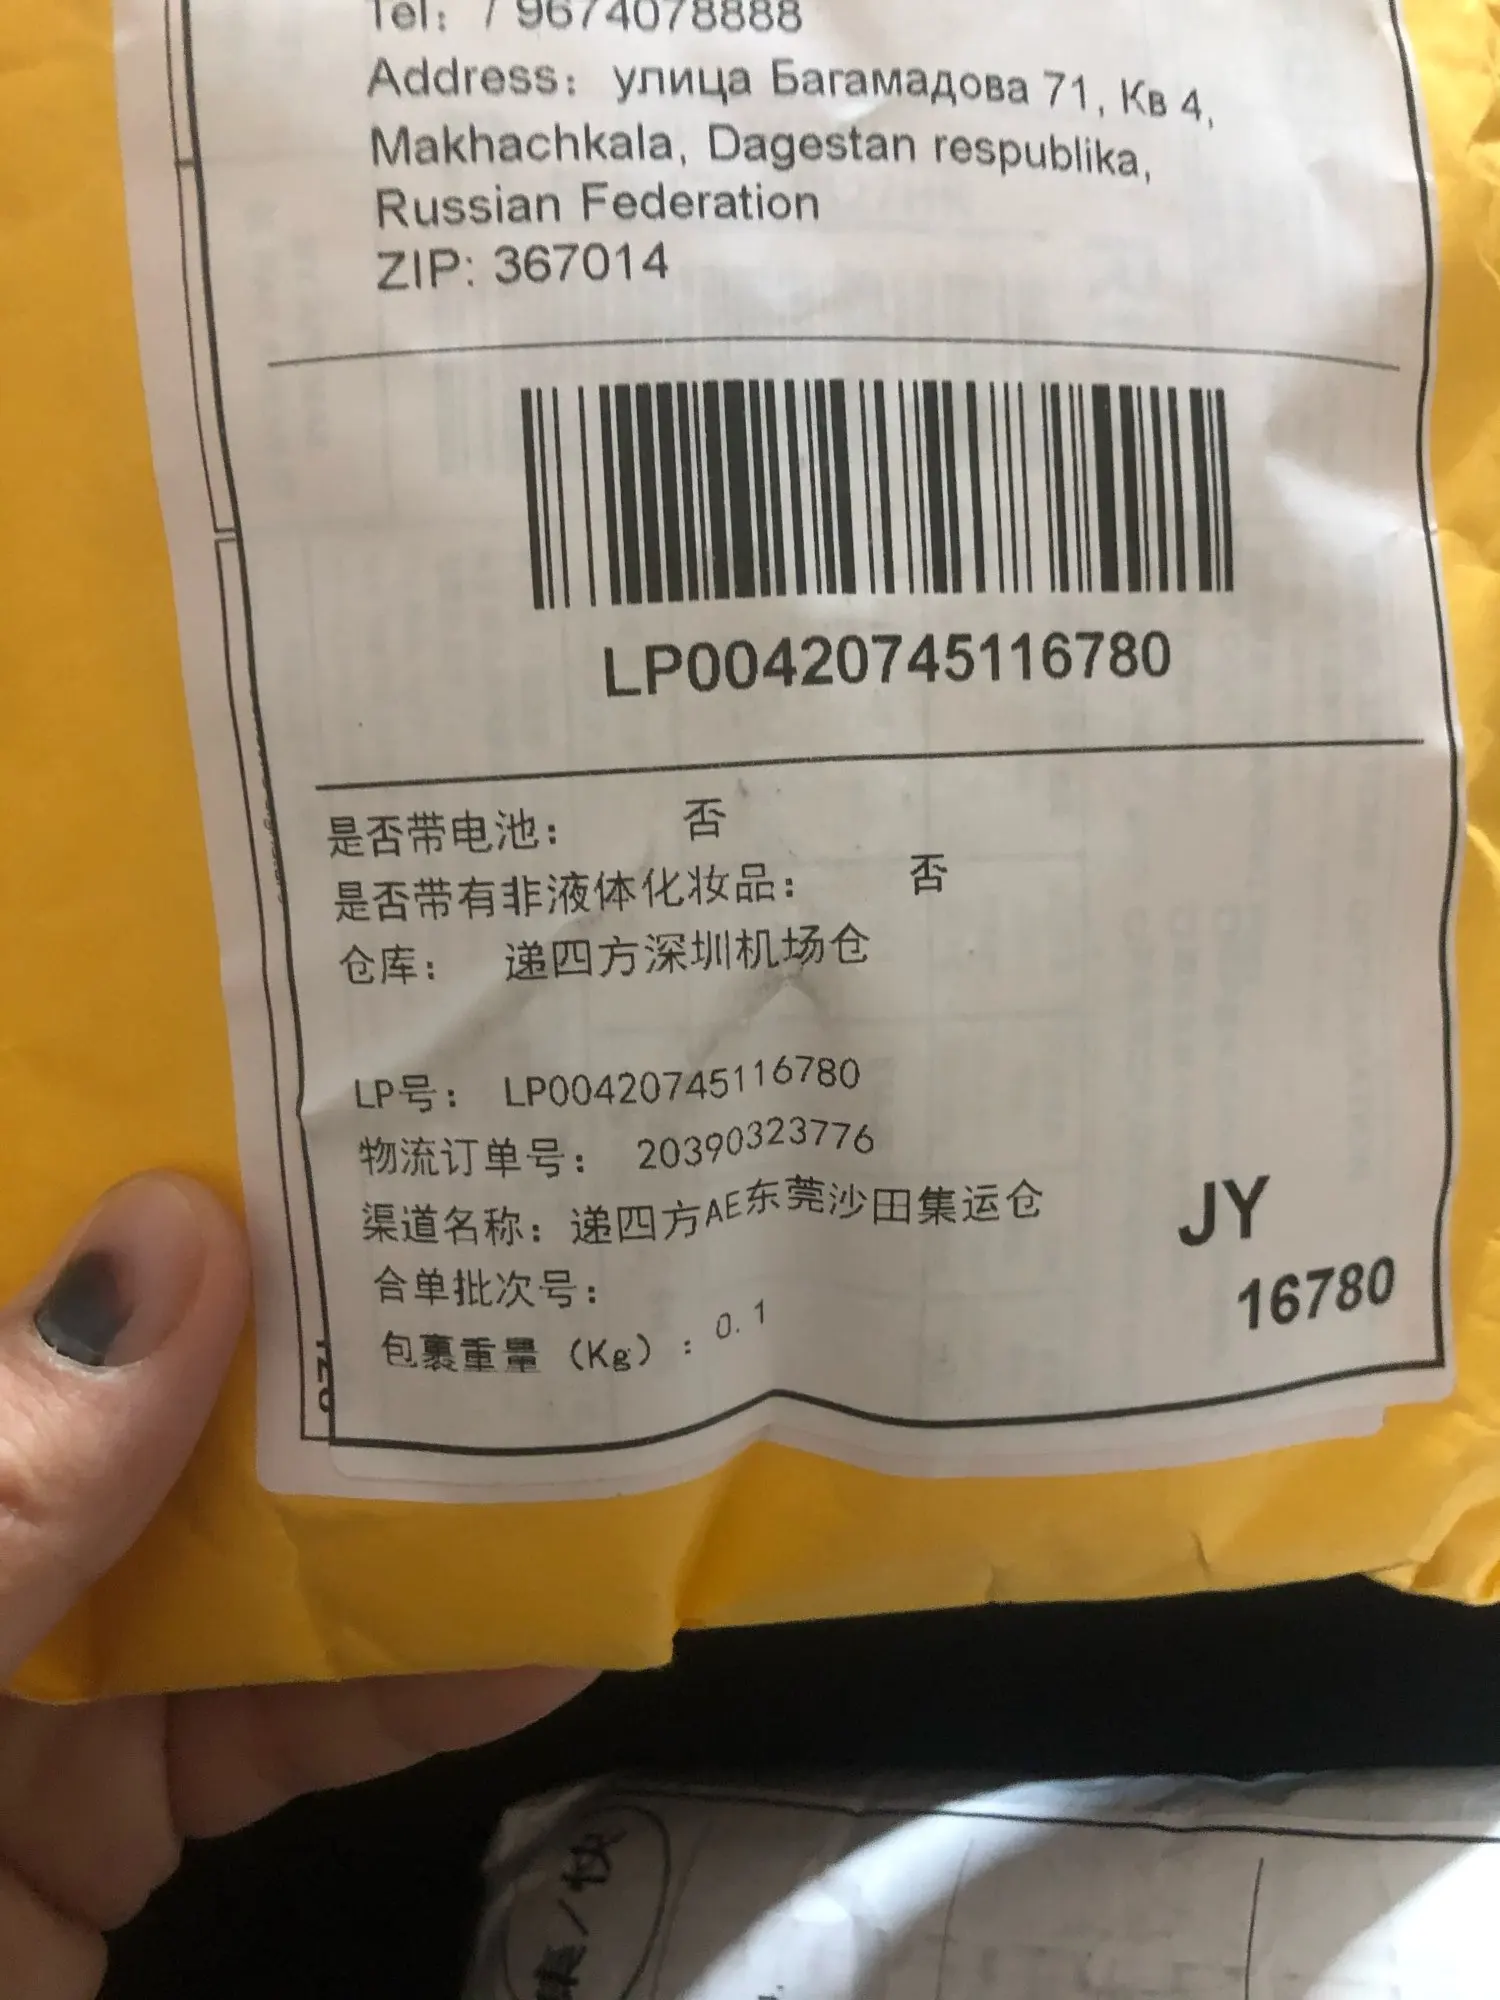 Tel: / 9674078888
Address: улица Багамадова 71, Кв 4,
Makhachkala, Dagestan respublika,
Russian Federation
ZIP: 367014
LP00420745116780
是否带电池: 否
是否带有非液体化妆品: 否
仓库: 递四方深圳机场仓
LP号: LP00420745116780
物流订单号: 20390323776
渠道名称: 递四方AE东莞沙田集运仓
合单批次号:
包裹重量 (Kg) : 0.1
JY
16780